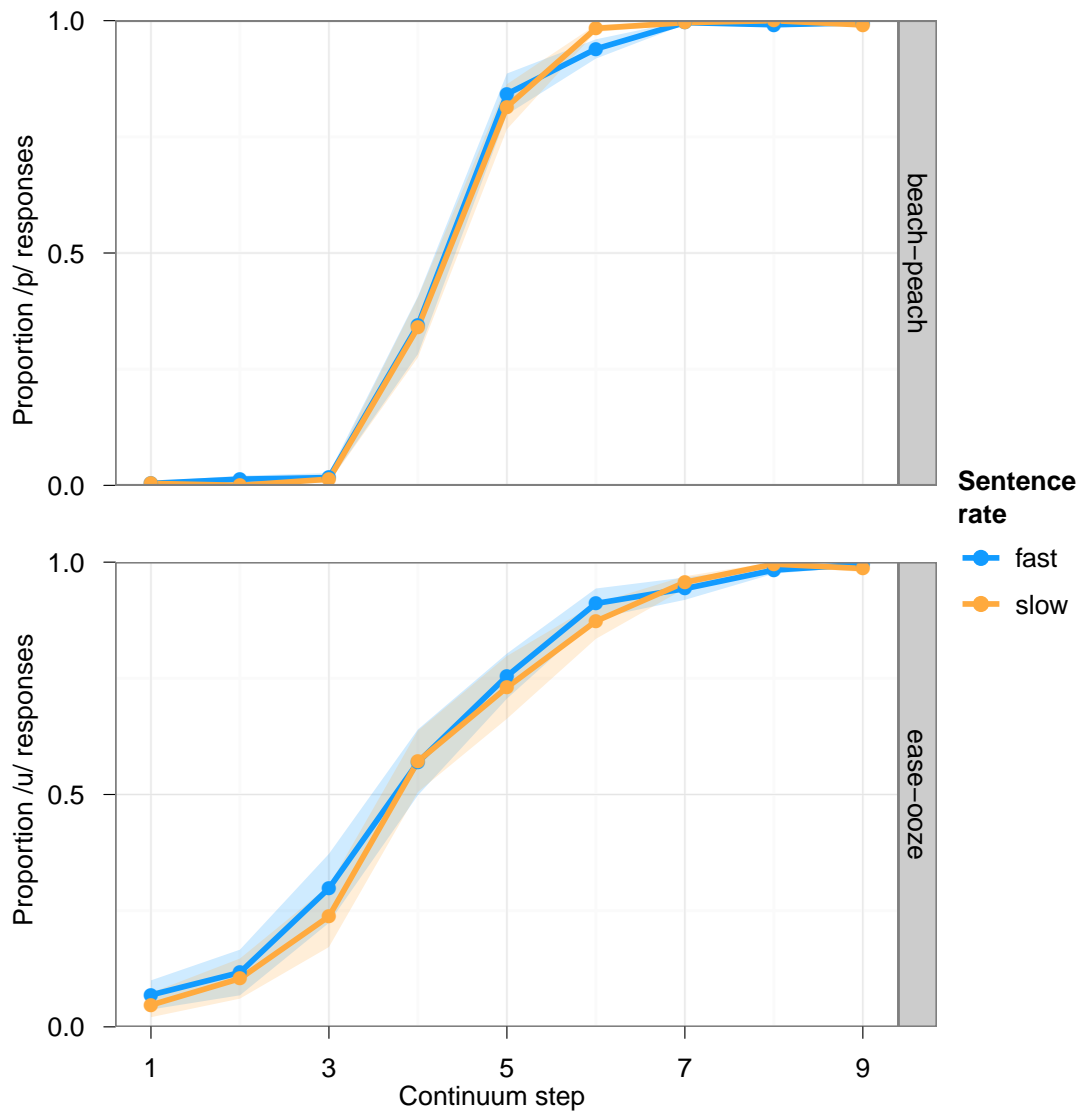 1.0
0.5
0.0
Proportion /p/ responses
beach−peach
1.0
0.5
0.0
Proportion /u/ responses
ease−ooze
1 3 5 7 9
Continuum step
Sentence
rate
fast
slow